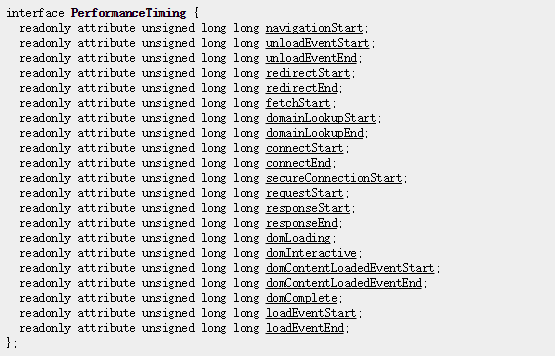 interface PerformanceTiming {
  readonly attribute unsigned long long navigationStart;
  readonly attribute unsigned long long unloadEventStart;
  readonly attribute unsigned long long unloadEventEnd;
  readonly attribute unsigned long long redirectStart;
  readonly attribute unsigned long long redirectEnd;
  readonly attribute unsigned long long fetchStart;
  readonly attribute unsigned long long domainLookupStart;
  readonly attribute unsigned long long domainLookupEnd;
  readonly attribute unsigned long long connectStart;
  readonly attribute unsigned long long connectEnd;
  readonly attribute unsigned long long secureConnectionStart;
  readonly attribute unsigned long long requestStart;
  readonly attribute unsigned long long responseStart;
  readonly attribute unsigned long long responseEnd;
  readonly attribute unsigned long long domLoading;
  readonly attribute unsigned long long domInteractive;
  readonly attribute unsigned long long domContentLoadedEventStart;
  readonly attribute unsigned long long domContentLoadedEventEnd;
  readonly attribute unsigned long long domComplete;
  readonly attribute unsigned long long loadEventStart;
  readonly attribute unsigned long long loadEventEnd;
};